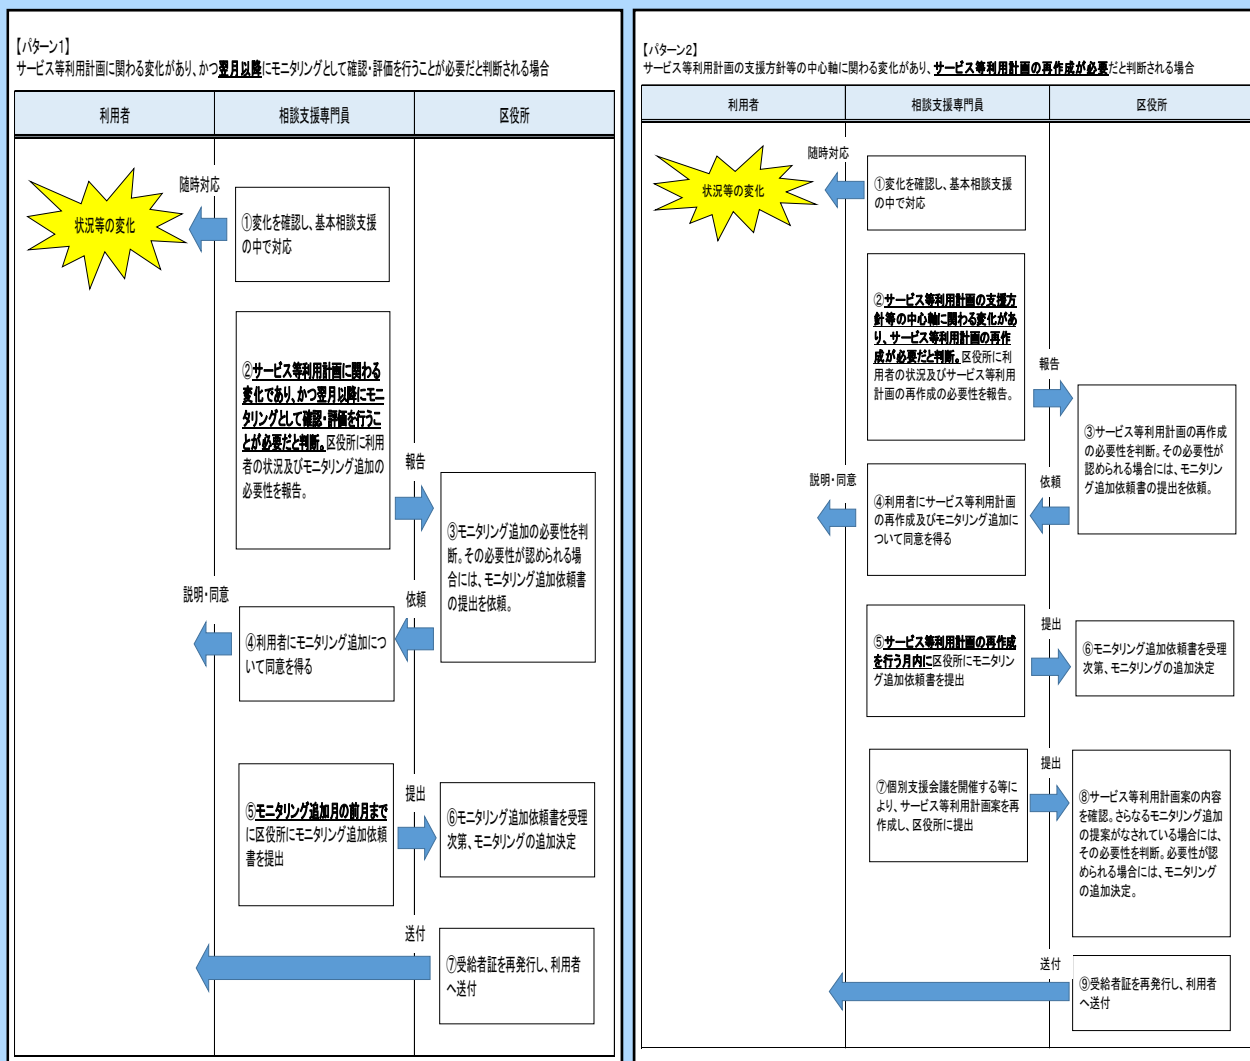 【パターン1】
サービス等利用計画に関わる変化があり、かつ翌月以降にモニタリングとして確認・評価を行うことが必要だと判断される場合
利用者
相談支援専門員
区役所
状況等の変化
随時対応
①変化を確認し、基本相談支援
の中で対応
②サービス等利用計画に関わる
変化であり、かつ翌月以降にモニ
タリングとして確認・評価を行うこ
とが必要だと判断。区役所に利用
者の状況及びモニタリング追加の
必要性を報告。
報告
③モニタリング追加の必要性を判
断。その必要性が認められる場
合には、モニタリング追加依頼書
の提出を依頼。
依頼
説明・同意
④利用者にモニタリング追加につ
いて同意を得る
⑤モニタリング追加月の前月まで
に区役所にモニタリング追加依頼
書を提出
提出
⑥モニタリング追加依頼書を受理
次第、モニタリングの追加決定
送付
⑦受給者証を再発行し、利用者
へ送付
【パターン2】
サービス等利用計画の支援方針等の中心軸に関わる変化があり、サービス等利用計画の再作成が必要だと判断される場合
利用者
相談支援専門員
区役所
状況等の変化
随時対応
①変化を確認し、基本相談支援
の中で対応
②サービス等利用計画の支援方
針等の中心軸に関わる変化があ
り、サービス等利用計画の再作
成が必要だと判断。区役所に利
用者の状況及びサービス等利用
計画の再作成の必要性を報告。
報告
③サービス等利用計画の再作成
の必要性を判断。その必要性が
認められる場合には、モニタリン
グ追加依頼書の提出を依頼。
依頼
説明・同意
④利用者にサービス等利用計画
の再作成及びモニタリング追加に
ついて同意を得る
⑤サービス等利用計画の再作成
を行う月内に区役所にモニタリン
グ追加依頼書を提出
提出
⑥モニタリング追加依頼書を受理
次第、モニタリングの追加決定
⑦個別支援会議を開催する等に
より、サービス等利用計画案を再
作成し、区役所に提出
提出
⑧サービス等利用計画案の内容
を確認。さらなるモニタリング追加
の提案がなされている場合には、
その必要性を判断。必要性が認
められる場合には、モニタリング
の追加決定。
送付
⑨受給者証を再発行し、利用者
へ送付